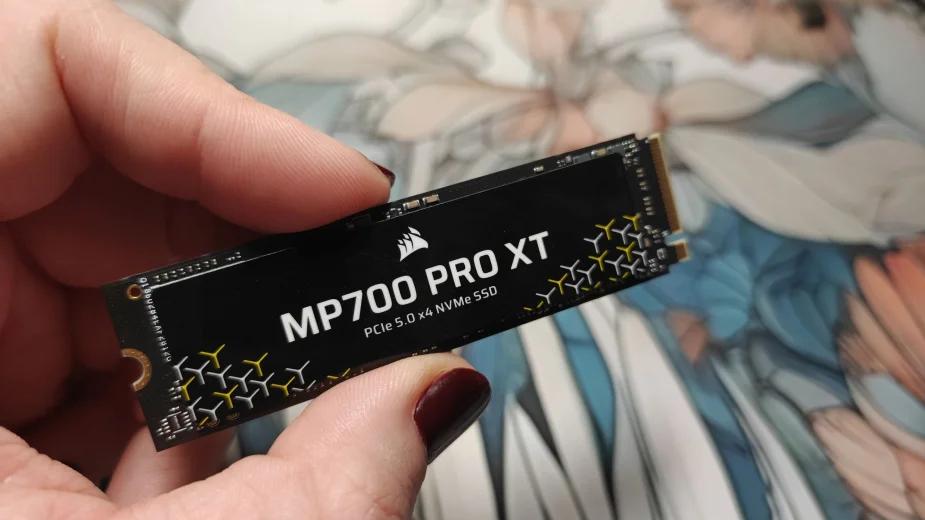 MP700 PRO XT
PCIe 5.0 x4 NVMe SSD